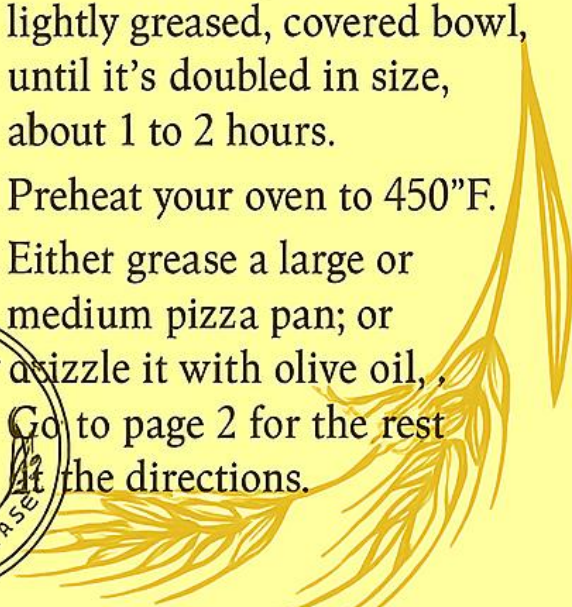 lightly greased, covered bowl,
until it's doubled in size,
about 1 to 2 hours.
Preheat your oven to 450”F.
Either grease a large or
medium pizza pan; or
it with olive oil, ,
Go to page 2 for the rest
the directions.